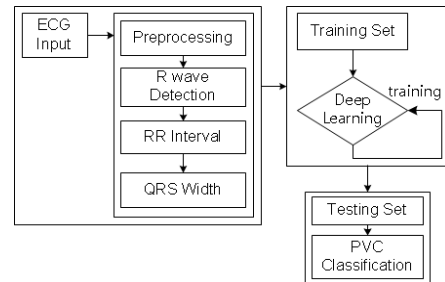 ECG
Input
Preprocessing
R wave
Detection
RR Interval
QRS Width
Training Set
training
Deep
Learning
Testing Set
PVC
Classification